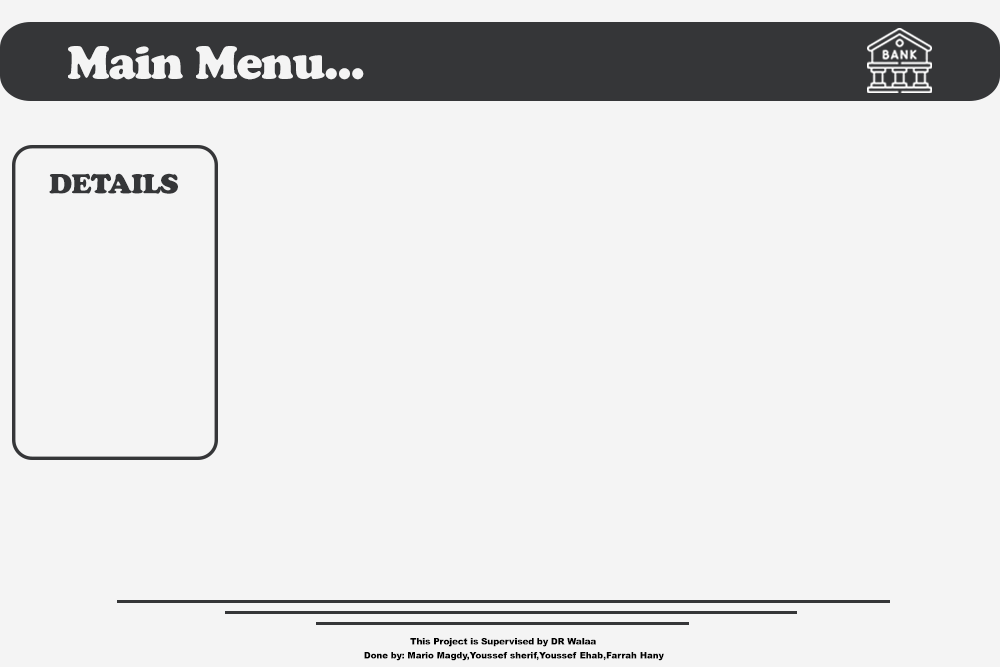 Main Menu...
BANK
DETAILS
This Project is Supervised by DR Walaa
Done by: Mario Magdy,Youssef sherif,Youssef Ehab,Farrah Hany